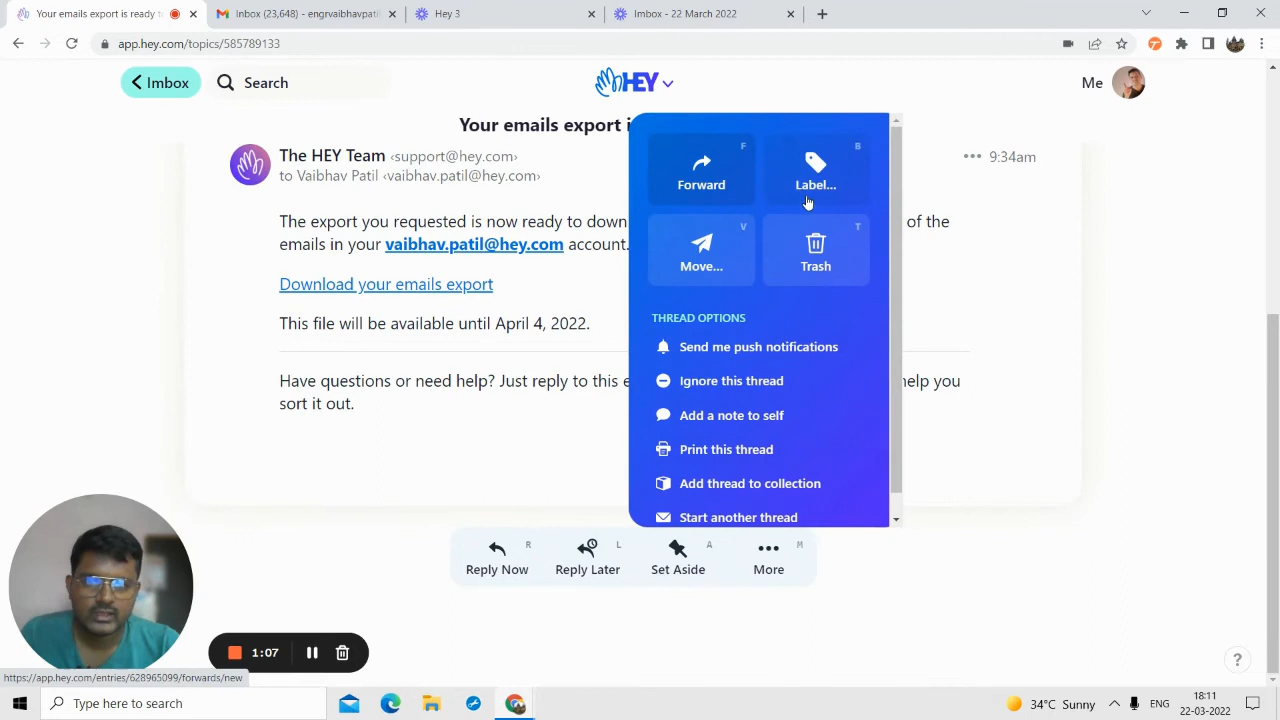 Your emails export is ready to
Inbox (23,648) - engrvaibhavpatil
Hey 3
Imbox - 22 March 2022
app.hey.com/topics/585789133
Imbox
Search
HEY
Me
Your emails export i
The HEY Team <support@hey.com>
to Vaibhav Patil <vaibhav.patil@hey.com>
9:34am
The export you requested is now ready to down
of the
emails in your vaibhav.patil@hey.com account.
Download your emails export
This file will be available until April 4, 2022.
Have questions or need help? Just reply to this e
help you
sort it out.
F
Forward
B
Label...
V
Move...
T
Trash
THREAD OPTIONS
Send me push notifications
Ignore this thread
Add a note to self
Print this thread
Add thread to collection
Start another thread
R
Reply Now
L
Reply Later
A
Set Aside
M
More
1:07
?
https://app.hey.com/entries/628965099/forwards/new
Type here to search
34°C Sunny
ENG
18:11
22-03-2022